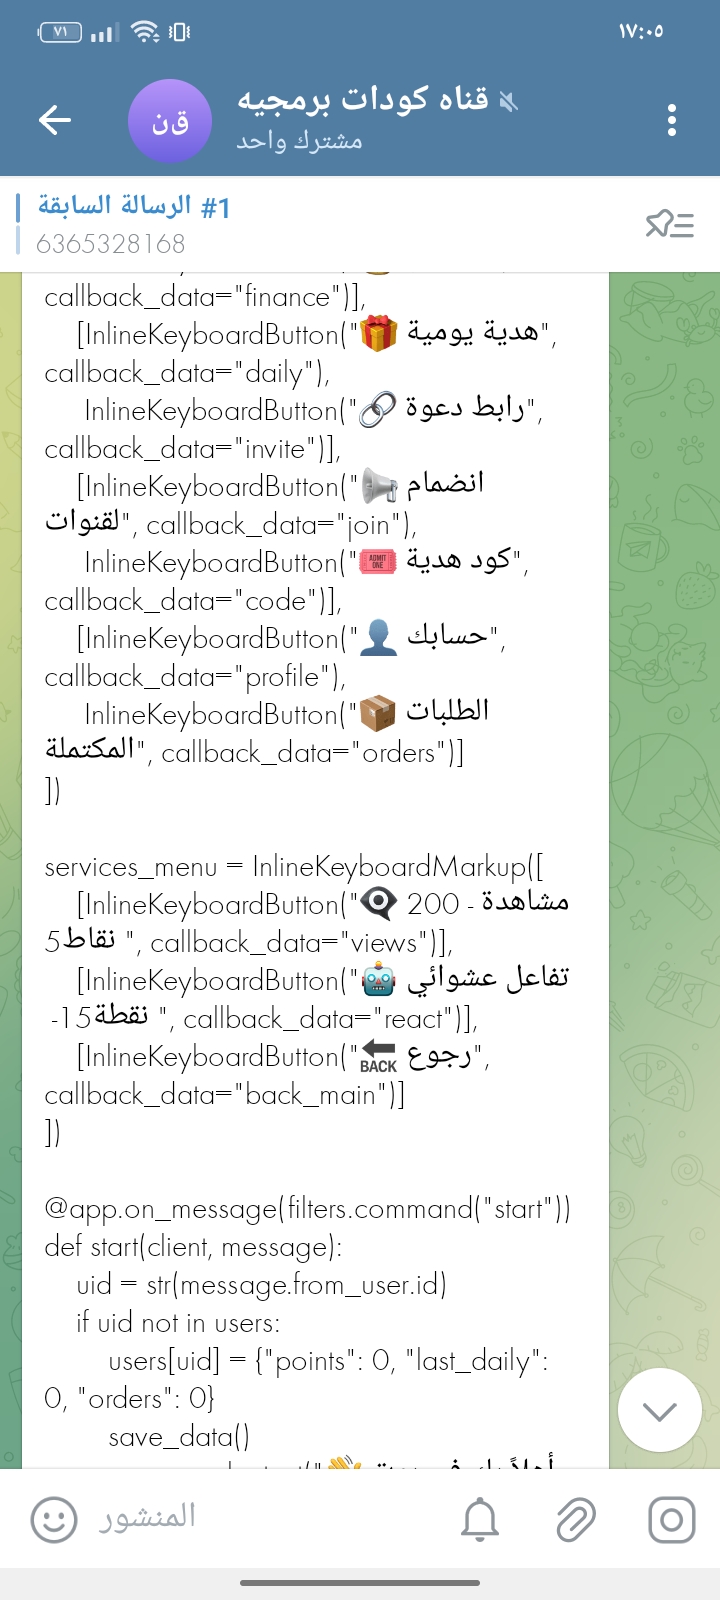 ٧١
١٧:٠٥
قن
قناه كودات برمجيه
مشترك واحد
الرسالة السابقة #1
6365328168
callback_data="finance")],
[InlineKeyboardButton("🎁 هدية يومية",
callback_data="daily"),
InlineKeyboardButton("🔗 رابط دعوة",
callback_data="invite")],
[InlineKeyboardButton("📢 انضمام
لقنوات", callback_data="join"),
InlineKeyboardButton("🎟 كود هدية",
callback_data="code")],
[InlineKeyboardButton("👤 حسابك",
callback_data="profile"),
InlineKeyboardButton("📦 الطلبات
المكتملة", callback_data="orders")]
])
services_menu = InlineKeyboardMarkup([
[InlineKeyboardButton("👁‍🗨 200 مشاهدة -
5نقاط ", callback_data="views")],
[InlineKeyboardButton("🤖 تفاعل عشوائي
-15نقطة ", callback_data="react")],
[InlineKeyboardButton("🔙 رجوع",
callback_data="back_main")]
])
@app.on_message(filters.command("start"))
def start(client, message):
uid = str(message.from_user.id)
if uid not in users:
users[uid] = {"points": 0, "last_daily":
0, "orders": 0}
save_data()
المنشور